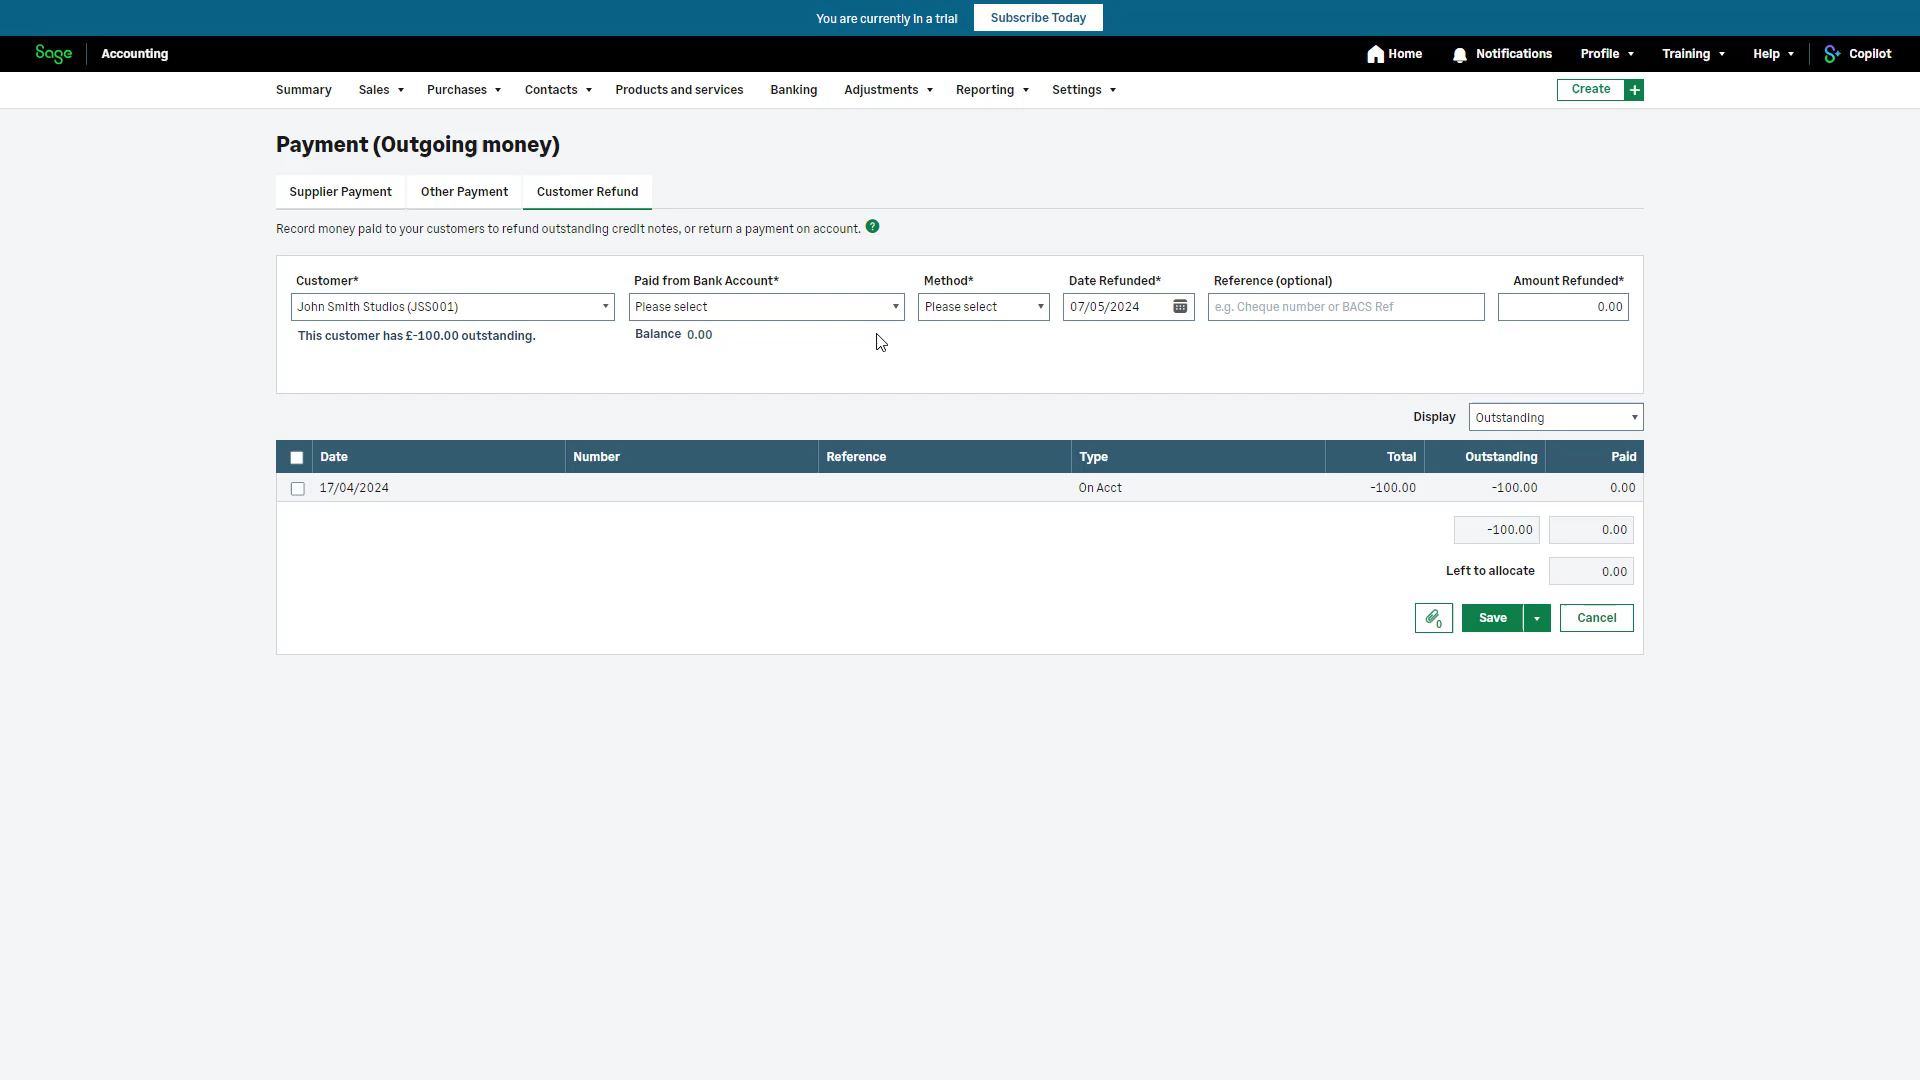 You are currently in a trial Subscribe Today
Sage Accounting Home Notifications Profile Training Help Copilot
Summary Sales Purchases Contacts Products and services Banking Adjustments Reporting Settings Create +
Payment (Outgoing money)
Supplier Payment Other Payment Customer Refund
Record money paid to your customers to refund outstanding credit notes, or return a payment on account. ?
Customer* Paid from Bank Account* Method* Date Refunded* Reference (optional) Amount Refunded*
John Smith Studios (JSS001) Please select Please select 07/05/2024 e.g. Cheque number or BACS Ref 0.00
This customer has £-100.00 outstanding. Balance 0.00
Display Outstanding
Date Number Reference Type Total Outstanding Paid
17/04/2024 On Acct -100.00 -100.00 0.00
-100.00 0.00
Left to allocate 0.00
0 Save Cancel